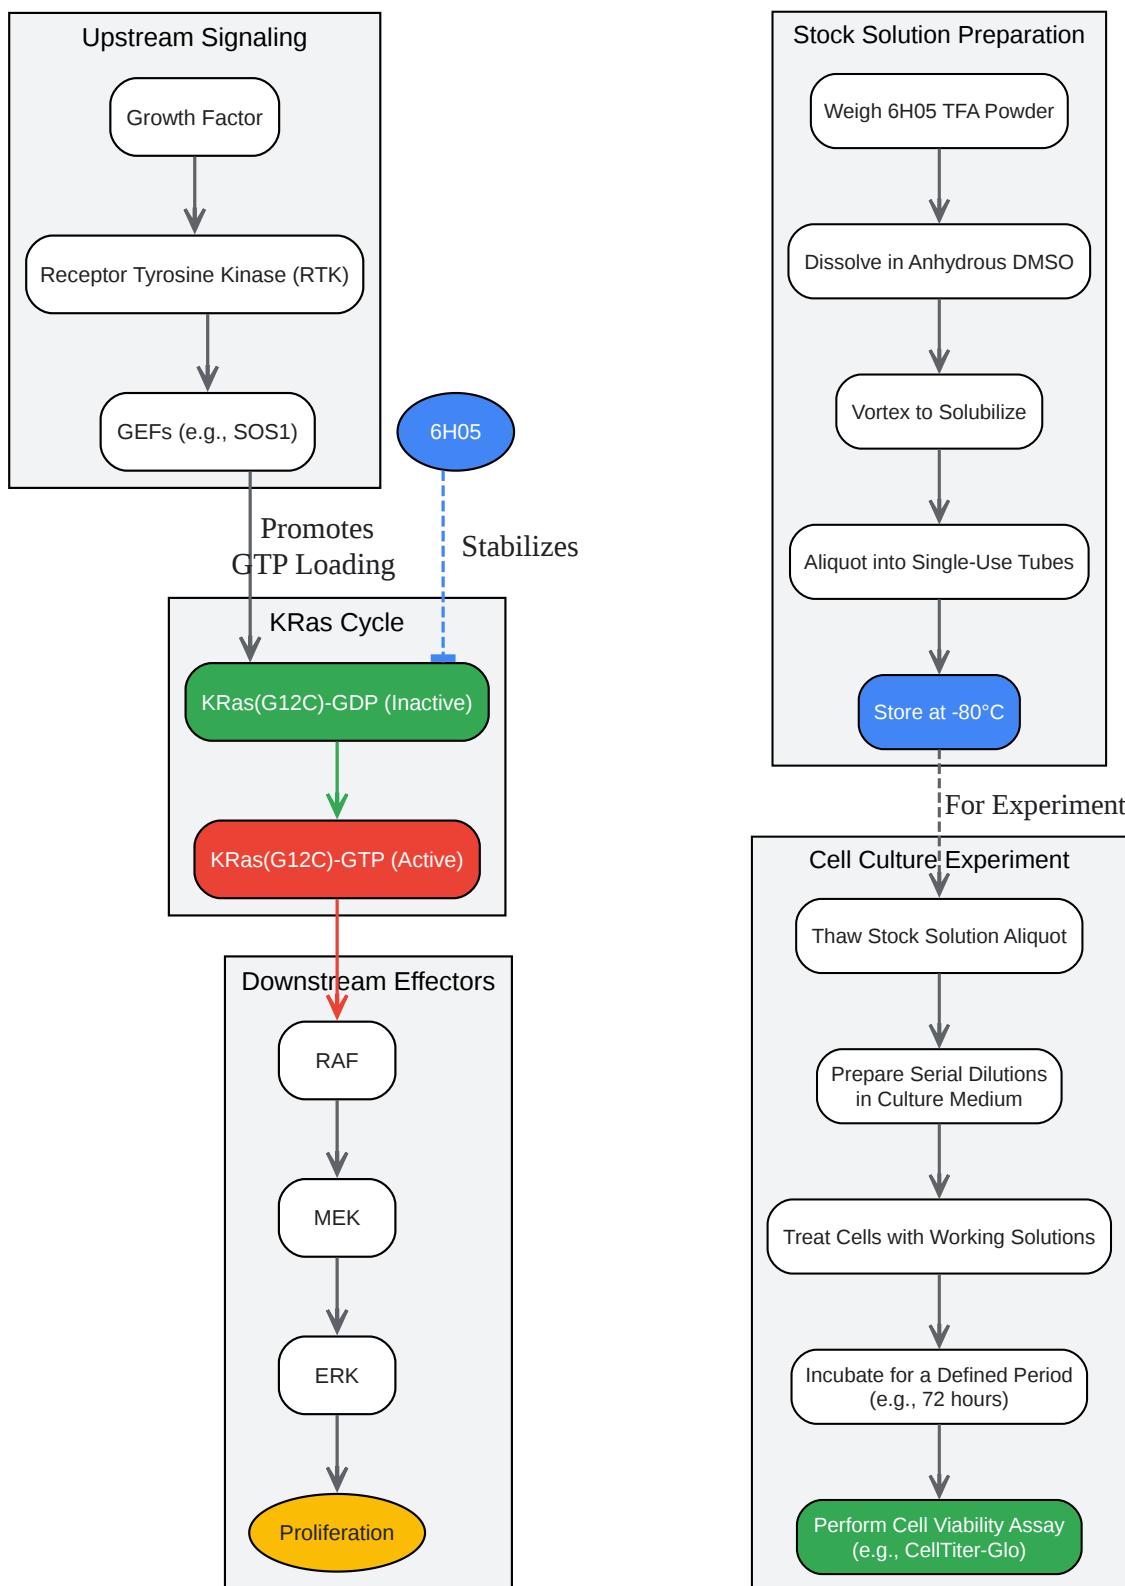 Upstream Signaling
Growth Factor
Receptor Tyrosine Kinase (RTK)
GEFs (e.g., SOS1)
6H05
Promotes
GTP Loading
Stabilizes
KRas Cycle
KRas(G12C)-GDP (Inactive)
KRas(G12C)-GTP (Active)
Downstream Effectors
RAF
MEK
ERK
Proliferation
Stock Solution Preparation
Weigh 6H05 TFA Powder
Dissolve in Anhydrous DMSO
Vortex to Solubilize
Aliquot into Single-Use Tubes
Store at -80°C
For Experiment
Cell Culture Experiment
Thaw Stock Solution Aliquot
Prepare Serial Dilutions
in Culture Medium
Treat Cells with Working Solutions
Incubate for a Defined Period
(e.g., 72 hours)
Perform Cell Viability Assay
(e.g., CellTiter-Glo)